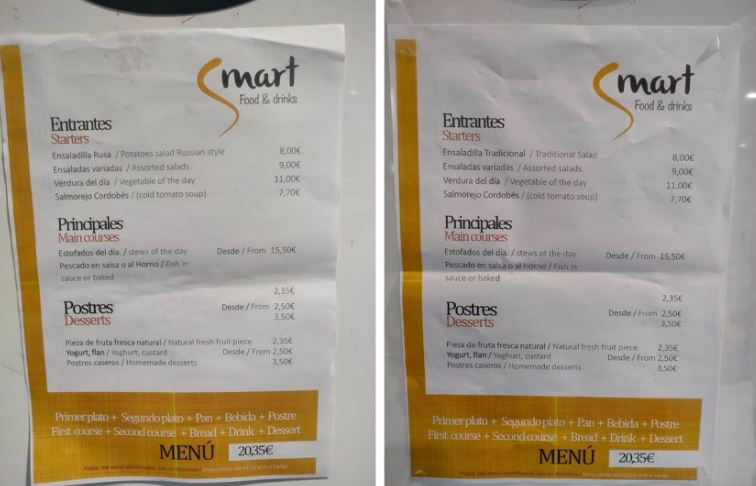 Smart
Food & drinks
Entrantes
Starters
Ensaladilla Rusa / Potatoes salad Russian style 8,00€
Ensaladas variadas / Assorted salads 9,00€
Verdura del día / Vegetable of the day 11,00€
Salmorejo Cordobés / (cold tomato soup) 7,70€
Principales
Main courses
Estofados del día / stews of the day Desde / From 15,50€
Pescado en salsa o al Horno / Fish in
sauce or baked
2,35€
Postres Desde / From 2,50€
Desserts 3,50€
Pieza de fruta fresca natural / Natural fresh fruit piece 2,35€
Yogurt, flan / Yoghurt, custard Desde / From 2,50€
Postres caseros / Homemade desserts 3,50€
Primer plato + Segundo plato + Pan + Bebida + Postre
First course + Second course + Bread + Drink + Dessert
MENÚ 20,35€
Smart
Food & drinks
Entrantes
Starters
Ensaladilla Tradicional / Traditional Salad 8,00€
Ensaladas variadas / Assorted salads 9,00€
Verdura del día / Vegetable of the day 11,00€
Salmorejo Cordobés / (cold tomato soup) 7,70€
Principales
Main courses
Estofados del día / stews of the day Desde / From 15,50€
Pescado en salsa o al Horno / Fish in
sauce or baked
2,35€
Postres Desde / From 2,50€
Desserts 3,50€
Pieza de fruta fresca natural / Natural fresh fruit piece 2,35€
Yogurt, flan / Yoghurt, custard Desde / From 2,50€
Postres caseros / Homemade desserts 3,50€
Primer plato + Segundo plato + Pan + Bebida + Postre
First course + Second course + Bread + Drink + Dessert
MENÚ 20,35€